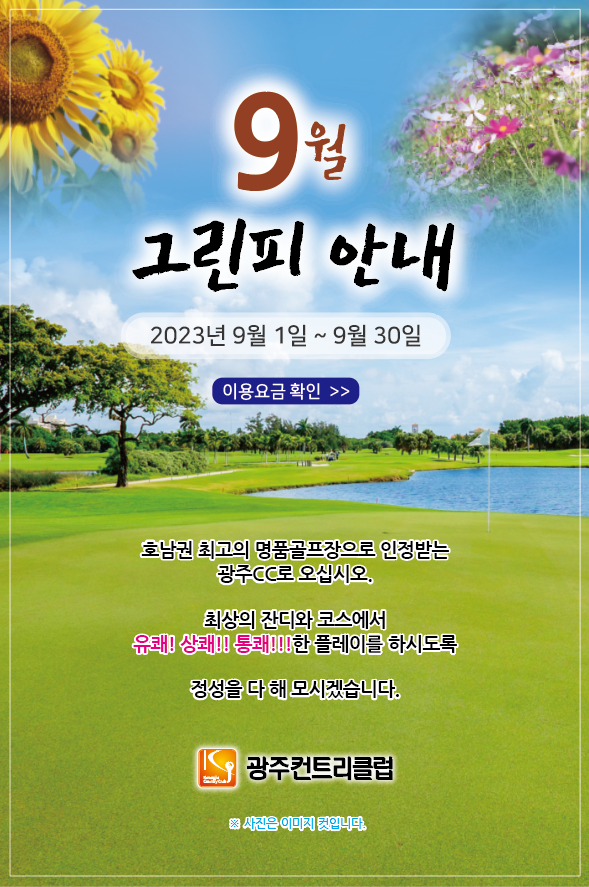 9월
그린피 안내
2023년 9월 1일 ~ 9월 30일
이용요금 확인 >>
호남권 최고의 명품골프장으로 인정받는
광주CC로 오십시오.
최상의 잔디와 코스에서
유쾌! 상쾌!! 통쾌!!!한 플레이를 하시도록
정성을 다 해 모시겠습니다.
광주컨트리클럽
※ 사진은 이미지 컷입니다.